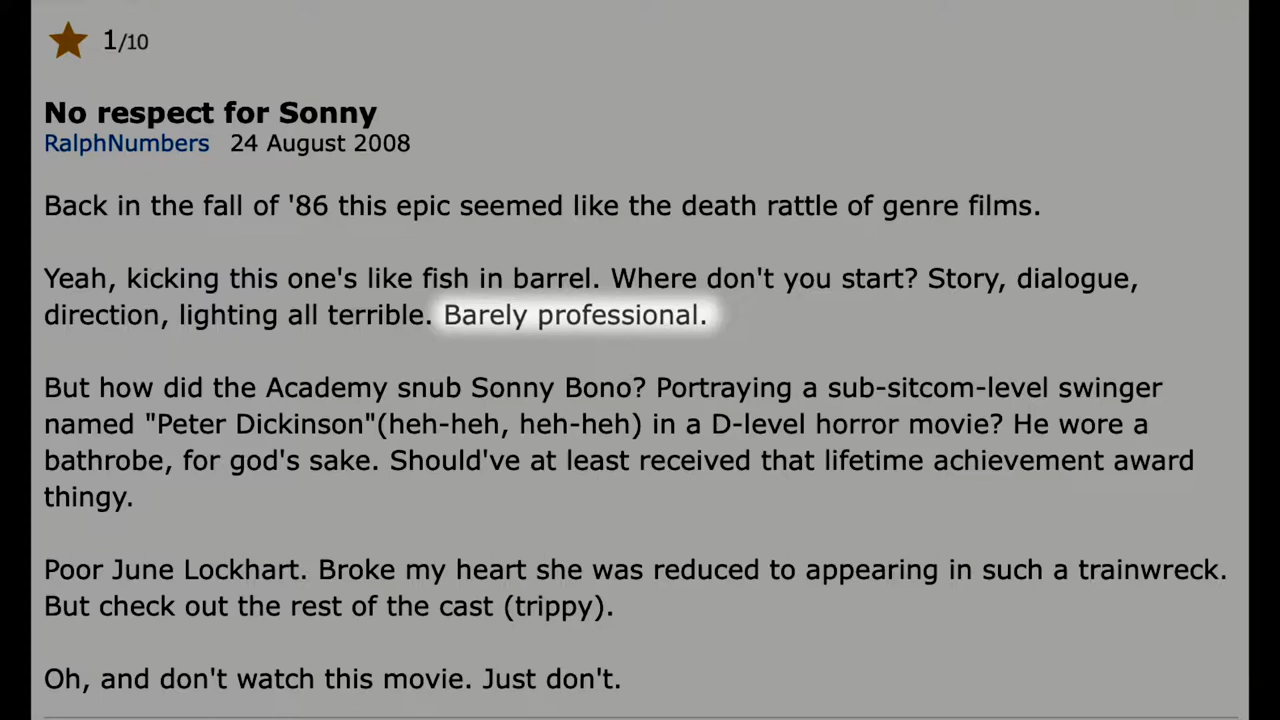 1/10
No respect for Sonny
RalphNumbers 24 August 2008
Back in the fall of '86 this epic seemed like the death rattle of genre films.
Yeah, kicking this one's like fish in barrel. Where don't you start? Story, dialogue,
direction, lighting all terrible. Barely professional.
But how did the Academy snub Sonny Bono? Portraying a sub-sitcom-level swinger
named "Peter Dickinson"(heh-heh, heh-heh) in a D-level horror movie? He wore a
bathrobe, for god's sake. Should've at least received that lifetime achievement award
thingy.
Poor June Lockhart. Broke my heart she was reduced to appearing in such a trainwreck.
But check out the rest of the cast (trippy).
Oh, and don't watch this movie. Just don't.